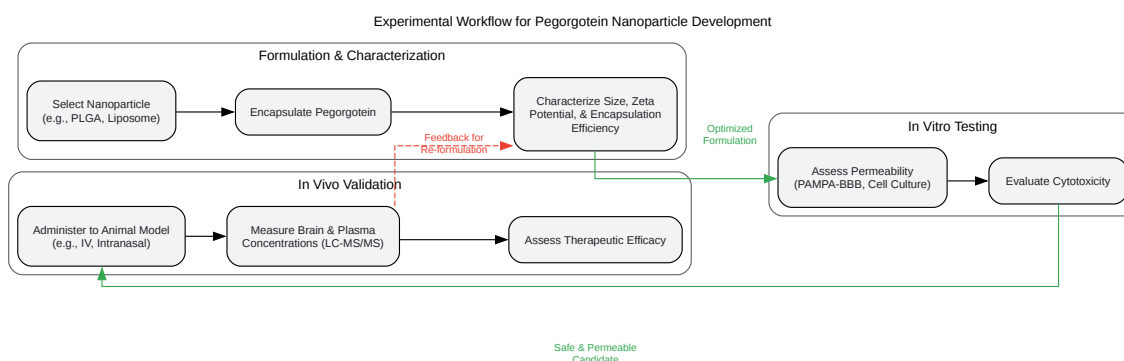 Experimental Workflow for Pegorgotein Nanoparticle Development
Formulation & Characterization
Select Nanoparticle
(e.g., PLGA, Liposome)
Encapsulate Pegorgotein
Characterize Size, Zeta
Potential, & Encapsulation
Efficiency
Feedback for
Re-formulation
Optimized
Formulation
In Vitro Testing
Assess Permeability
(PAMPA-BBB, Cell Culture)
Evaluate Cytotoxicity
In Vivo Validation
Administer to Animal Model
(e.g., IV, Intranasal)
Measure Brain & Plasma
Concentrations (LC-MS/MS)
Assess Therapeutic Efficacy
Safe & Permeable
Candidate